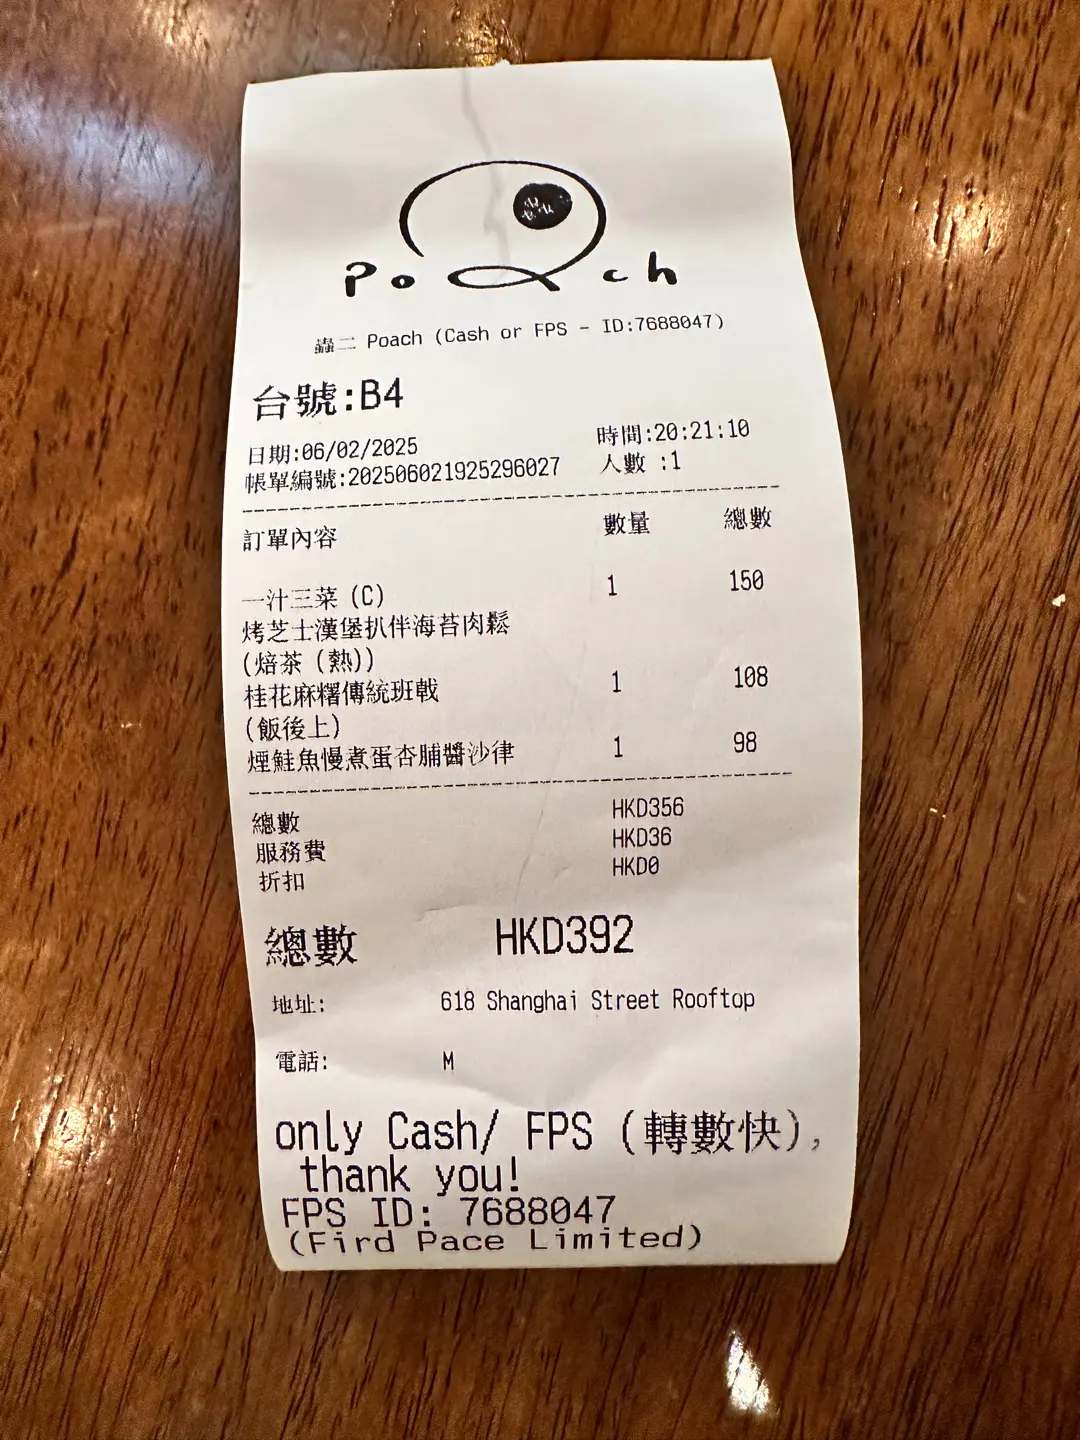 Poach
蟲二 Poach (Cash or FPS - ID:7688047)
台號:B4
日期:06/02/2025 時間:20:21:10
帳單編號:202506021925296027 人數 :1
訂單內容 數量 總數
一汁三菜 (C) 1 150
烤芝士漢堡扒伴海苔肉鬆
(焙茶 (熱))
桂花麻糬傳統班戟 1 108
(飯後上)
煙鮭魚慢煮蛋杏脯醬沙律 1 98
總數 HKD356
服務費 HKD36
折扣 HKD0
總數 HKD392
地址: 618 Shanghai Street Rooftop
電話: M
only Cash/ FPS (轉數快),
thank you!
FPS ID: 7688047
(Fird Pace Limited)